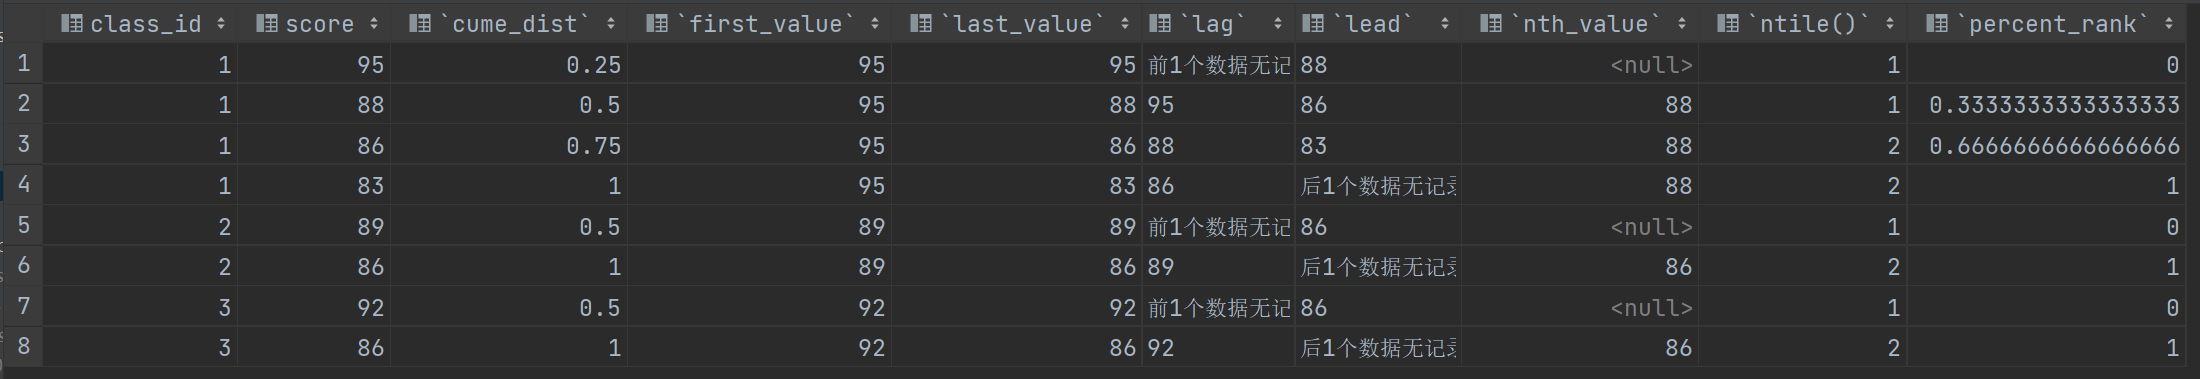 class_id score `cume_dist` `first_value` `last_value` `lag` `lead` `nth_value` `ntile()` `percent_rank`
1 1 95 0.25 95 95 前1个数据无记 88 <null> 1 0
2 1 88 0.5 95 88 95 86 88 1 0.3333333333333333
3 1 86 0.75 95 86 88 83 88 2 0.6666666666666666
4 1 83 1 95 83 86 后1个数据无记录 88 2 1
5 2 89 0.5 89 89 前1个数据无记 86 <null> 1 0
6 2 86 1 89 86 89 后1个数据无记录 86 2 1
7 3 92 0.5 92 92 前1个数据无记 86 <null> 1 0
8 3 86 1 92 86 92 后1个数据无记录 86 2 1